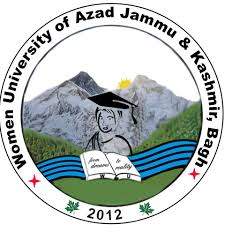 Women University of Azad Jammu & Kashmir, Bagh
from dreams to reality
2012